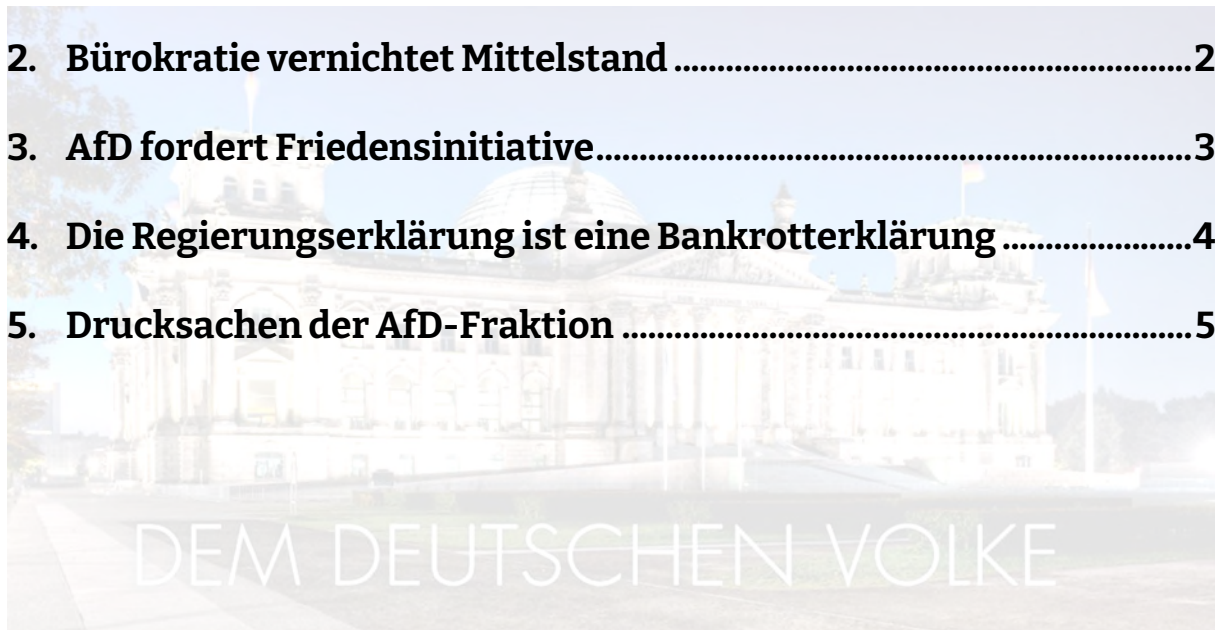 2. Bürokratie vernichtet Mittelstand ........................................................ 2
3. AfD fordert Friedensinitiative ................................................................ 3
4. Die Regierungserklärung ist eine Bankrotterklärung .................... 4
5. Drucksachen der AfD-Fraktion .............................................................. 5
DEM DEUTSCHEN VOLKE